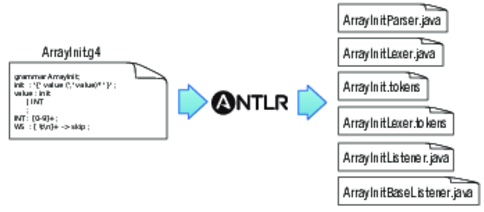 ArrayInit.g4
grammar ArrayInit;
init : '{' value (',' value)* '}' ;
value : init
| INT
;
INT : [0-9]+ ;
WS : [ \t\n]+ -> skip ;
ANTLR
ArrayInitParser.java
ArrayInitLexer.java
ArrayInit.tokens
ArrayInitLexer.tokens
ArrayInitListener.java
ArrayInitBaseListener.java